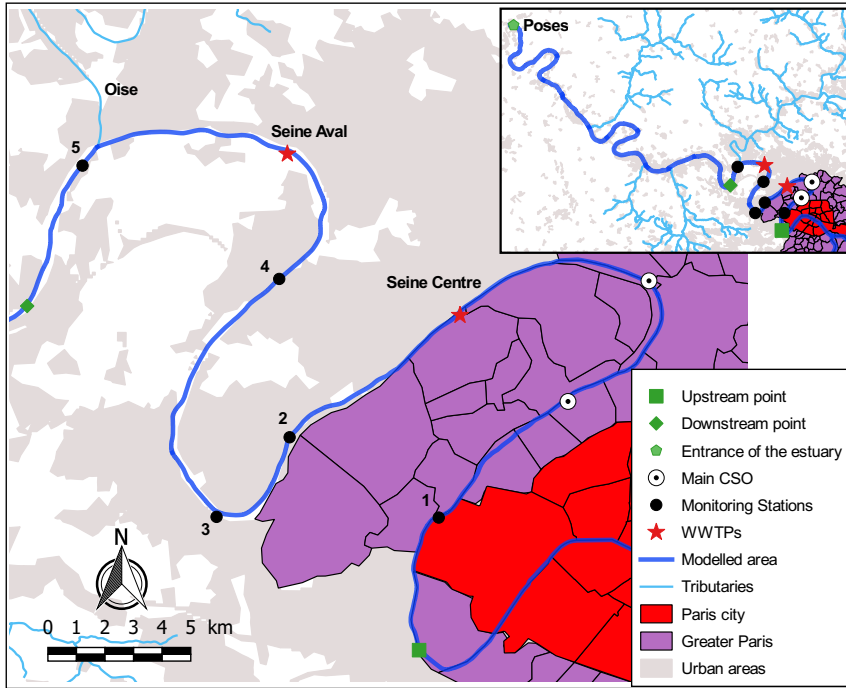 Poses
Oise
Seine Aval
5
4
Seine Centre
2
1
3
N
0 1 2 3 4 5 km
Upstream point
Downstream point
Entrance of the estuary
Main CSO
Monitoring Stations
WWTPs
Modelled area
Tributaries
Paris city
Greater Paris
Urban areas